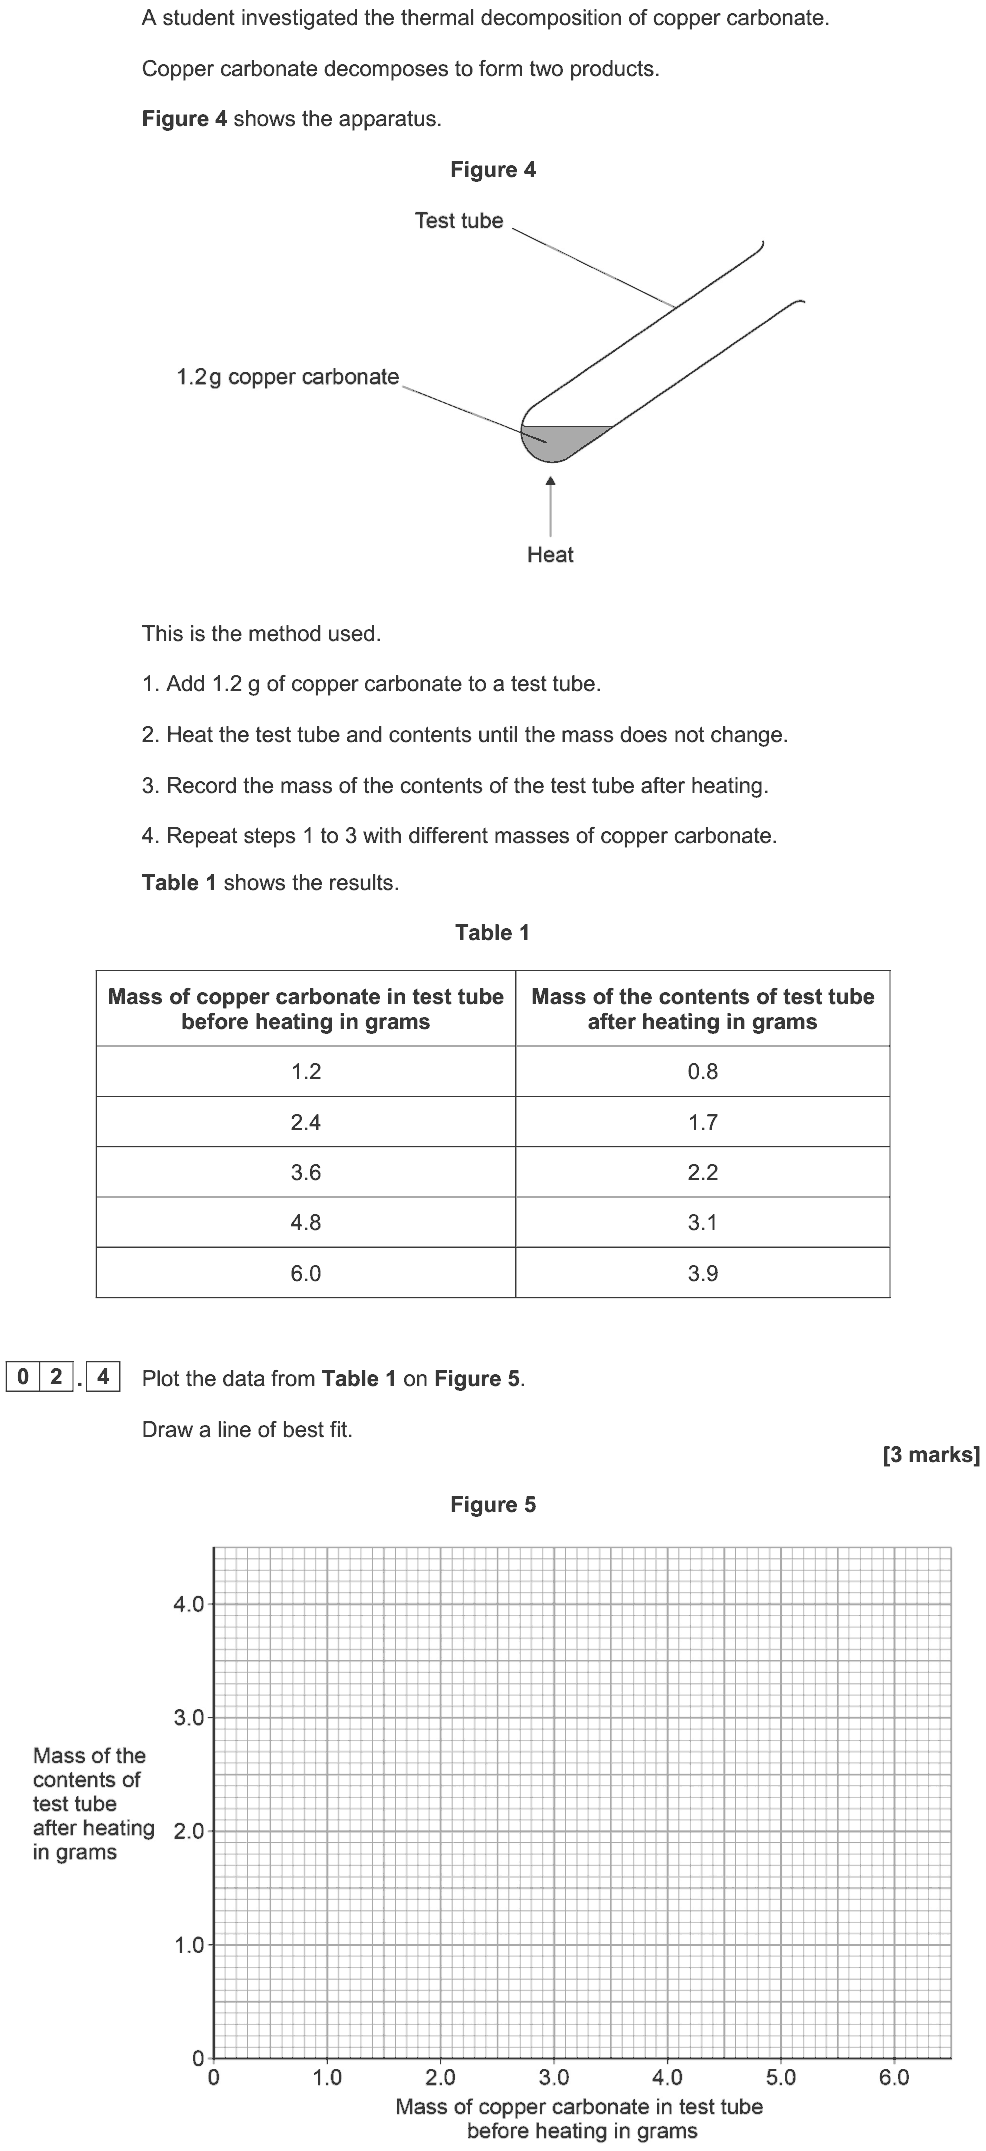 A student investigated the thermal decomposition of copper carbonate.
Copper carbonate decomposes to form two products.
Figure 4 shows the apparatus.
Figure 4
Test tube
1.2g copper carbonate
Heat
This is the method used.
1. Add 1.2 g of copper carbonate to a test tube.
2. Heat the test tube and contents until the mass does not change.
3. Record the mass of the contents of the test tube after heating.
4. Repeat steps 1 to 3 with different masses of copper carbonate.
Table 1 shows the results.
Table 1
Mass of copper carbonate in test tube before heating in grams | Mass of the contents of test tube after heating in grams
1.2 | 0.8
2.4 | 1.7
3.6 | 2.2
4.8 | 3.1
6.0 | 3.9
0 2 . 4 Plot the data from Table 1 on Figure 5.
Draw a line of best fit.
[3 marks]
Figure 5
4.0
3.0
Mass of the
contents of
test tube
after heating 2.0
in grams
1.0
0
0 1.0 2.0 3.0 4.0 5.0 6.0
Mass of copper carbonate in test tube
before heating in grams